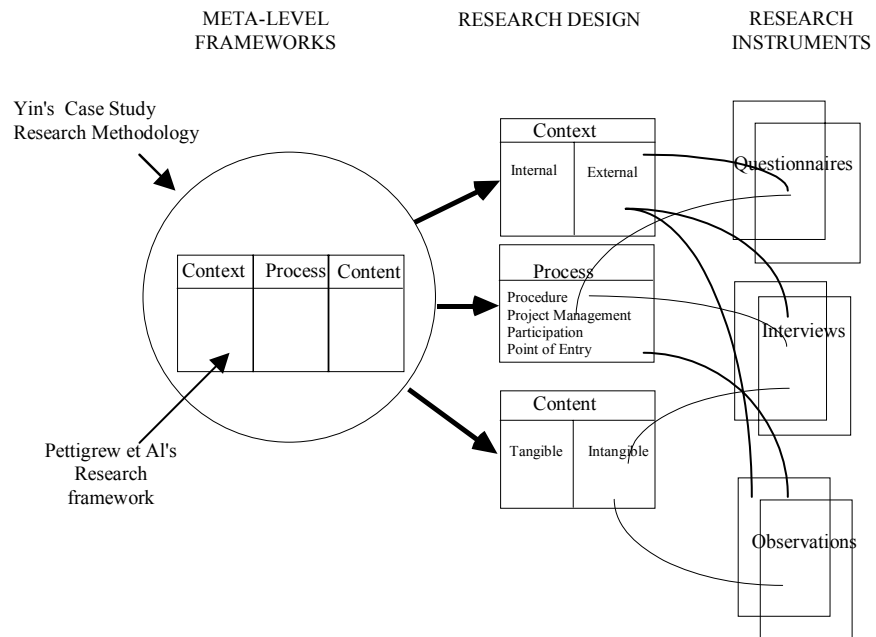 META-LEVEL
FRAMEWORKS
RESEARCH DESIGN
RESEARCH
INSTRUMENTS
Yin's Case Study
Research Methodology
Context Process Content
Pettigrew et Al's
Research
framework
Context
Internal External
Process
Procedure
Project Management
Participation
Point of Entry
Content
Tangible Intangible
Questionnaires
Interviews
Observations